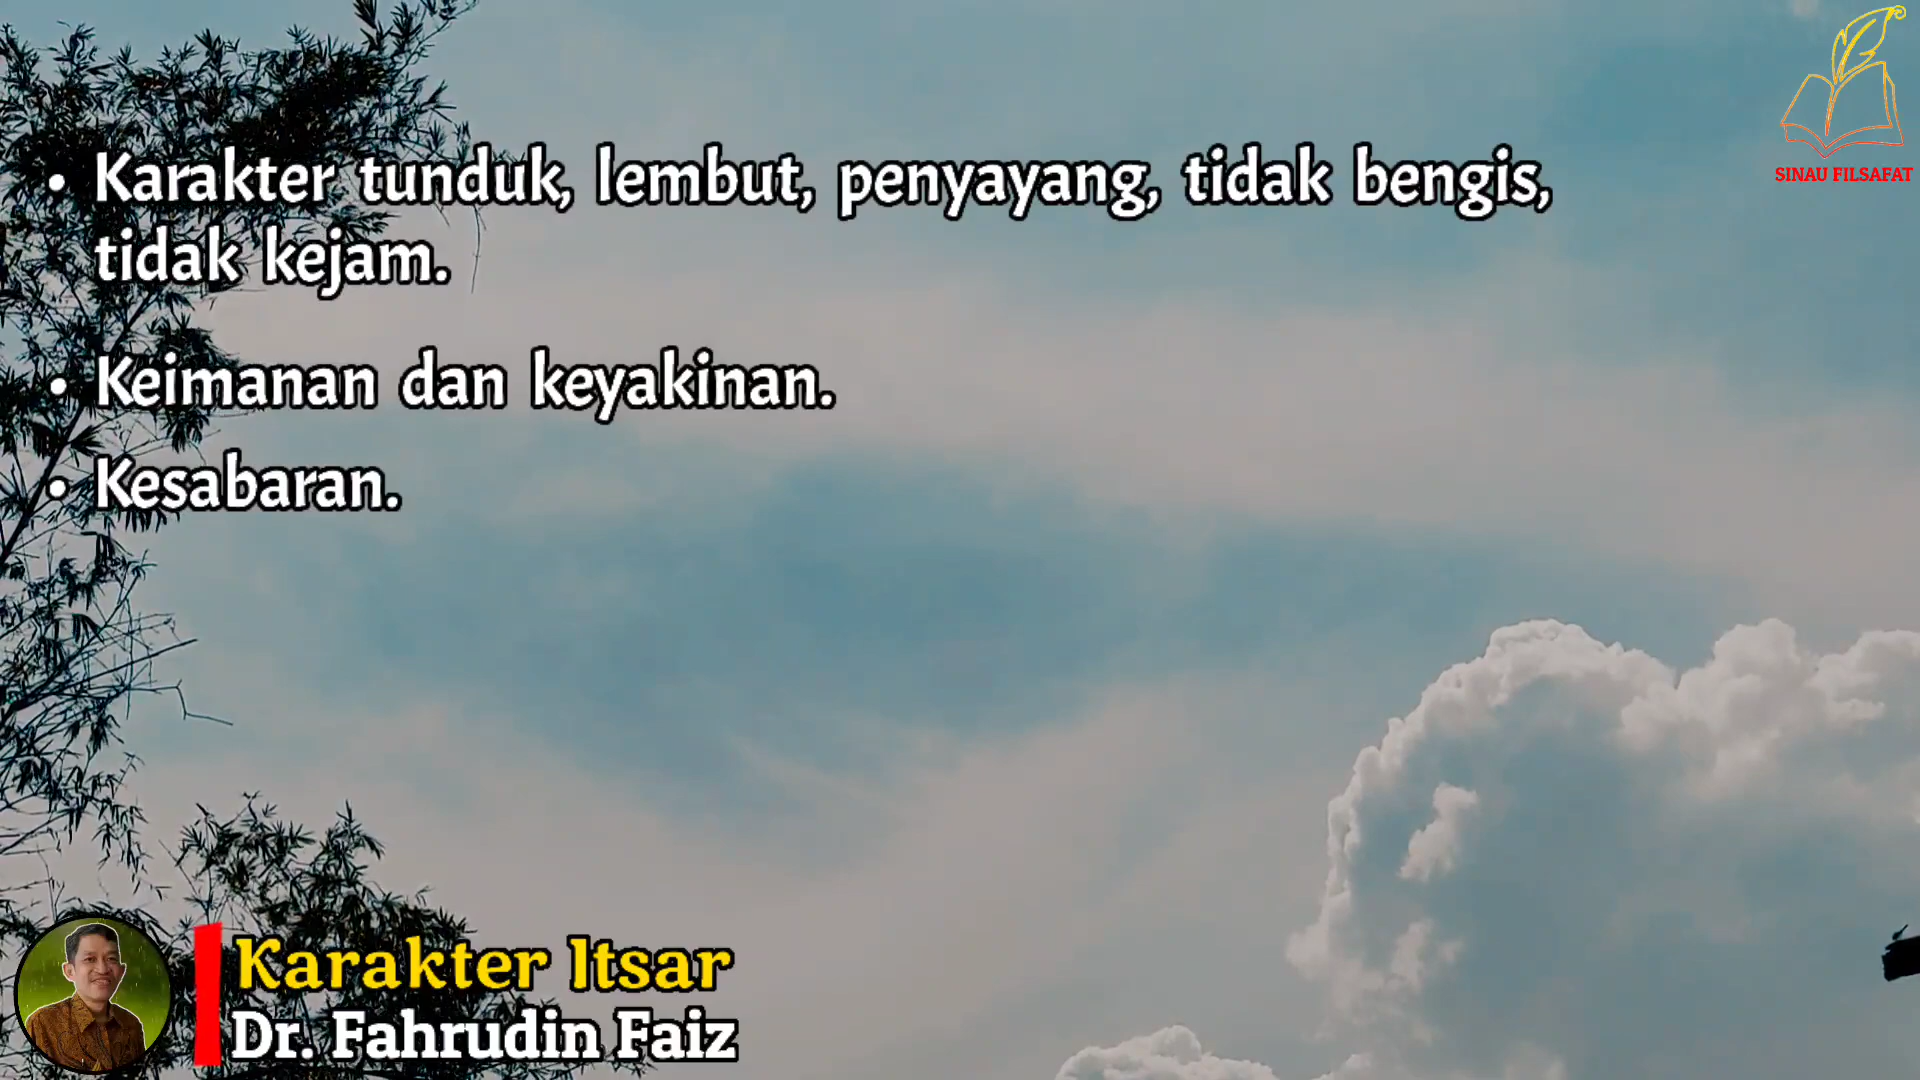 SINAU FILSAFAT
• Karakter tunduk, lembut, penyayang, tidak bengis,
tidak kejam.
• Keimanan dan keyakinan.
• Kesabaran.
Karakter Itsar
Dr. Fahrudin Faiz